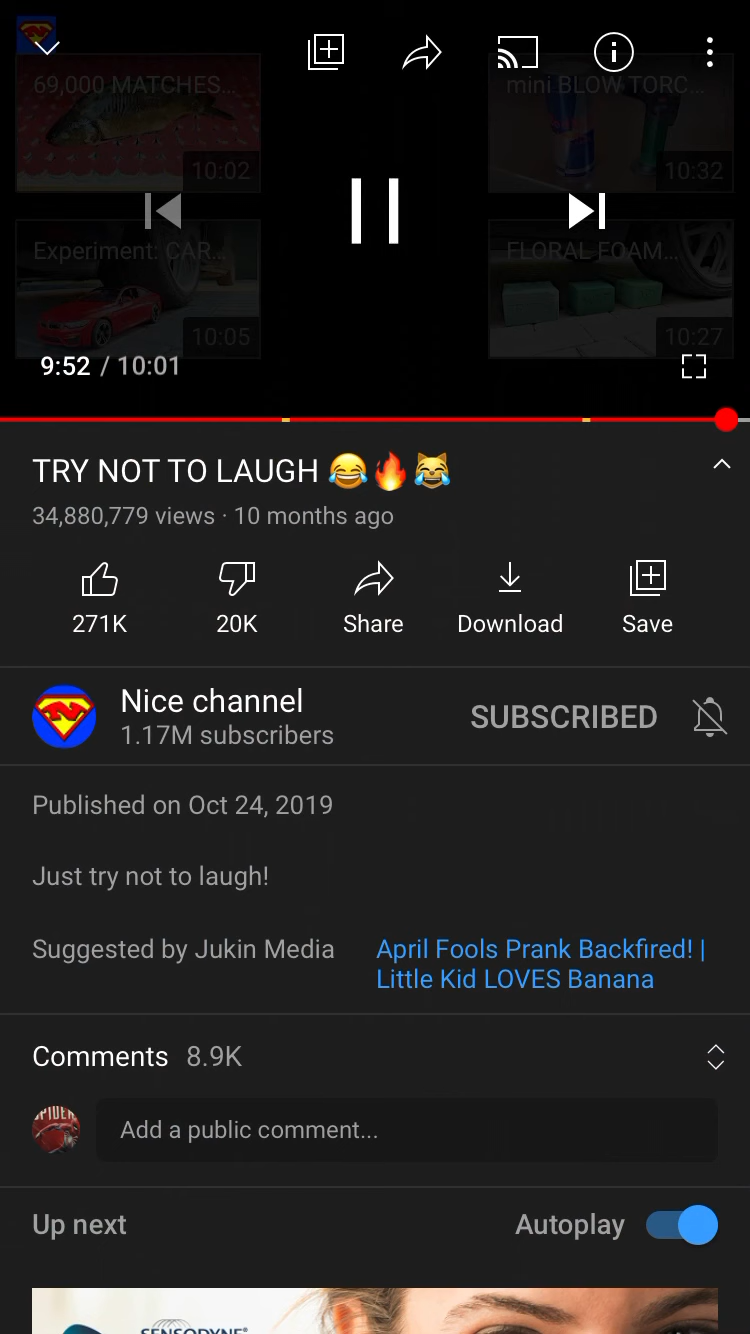 69,000 MATCHES...
mini BLOW TORC...
10:02
10:32
Experiment: CAR...
FLORAL FOAM...
10:05
10:27
9:52 / 10:01
TRY NOT TO LAUGH 😂🔥😹
34,880,779 views · 10 months ago
271K
20K
Share
Download
Save
Nice channel
1.17M subscribers
SUBSCRIBED
Published on Oct 24, 2019
Just try not to laugh!
Suggested by Jukin Media
April Fools Prank Backfired! |
Little Kid LOVES Banana
Comments 8.9K
Add a public comment...
Up next
Autoplay
SENSODYNE®